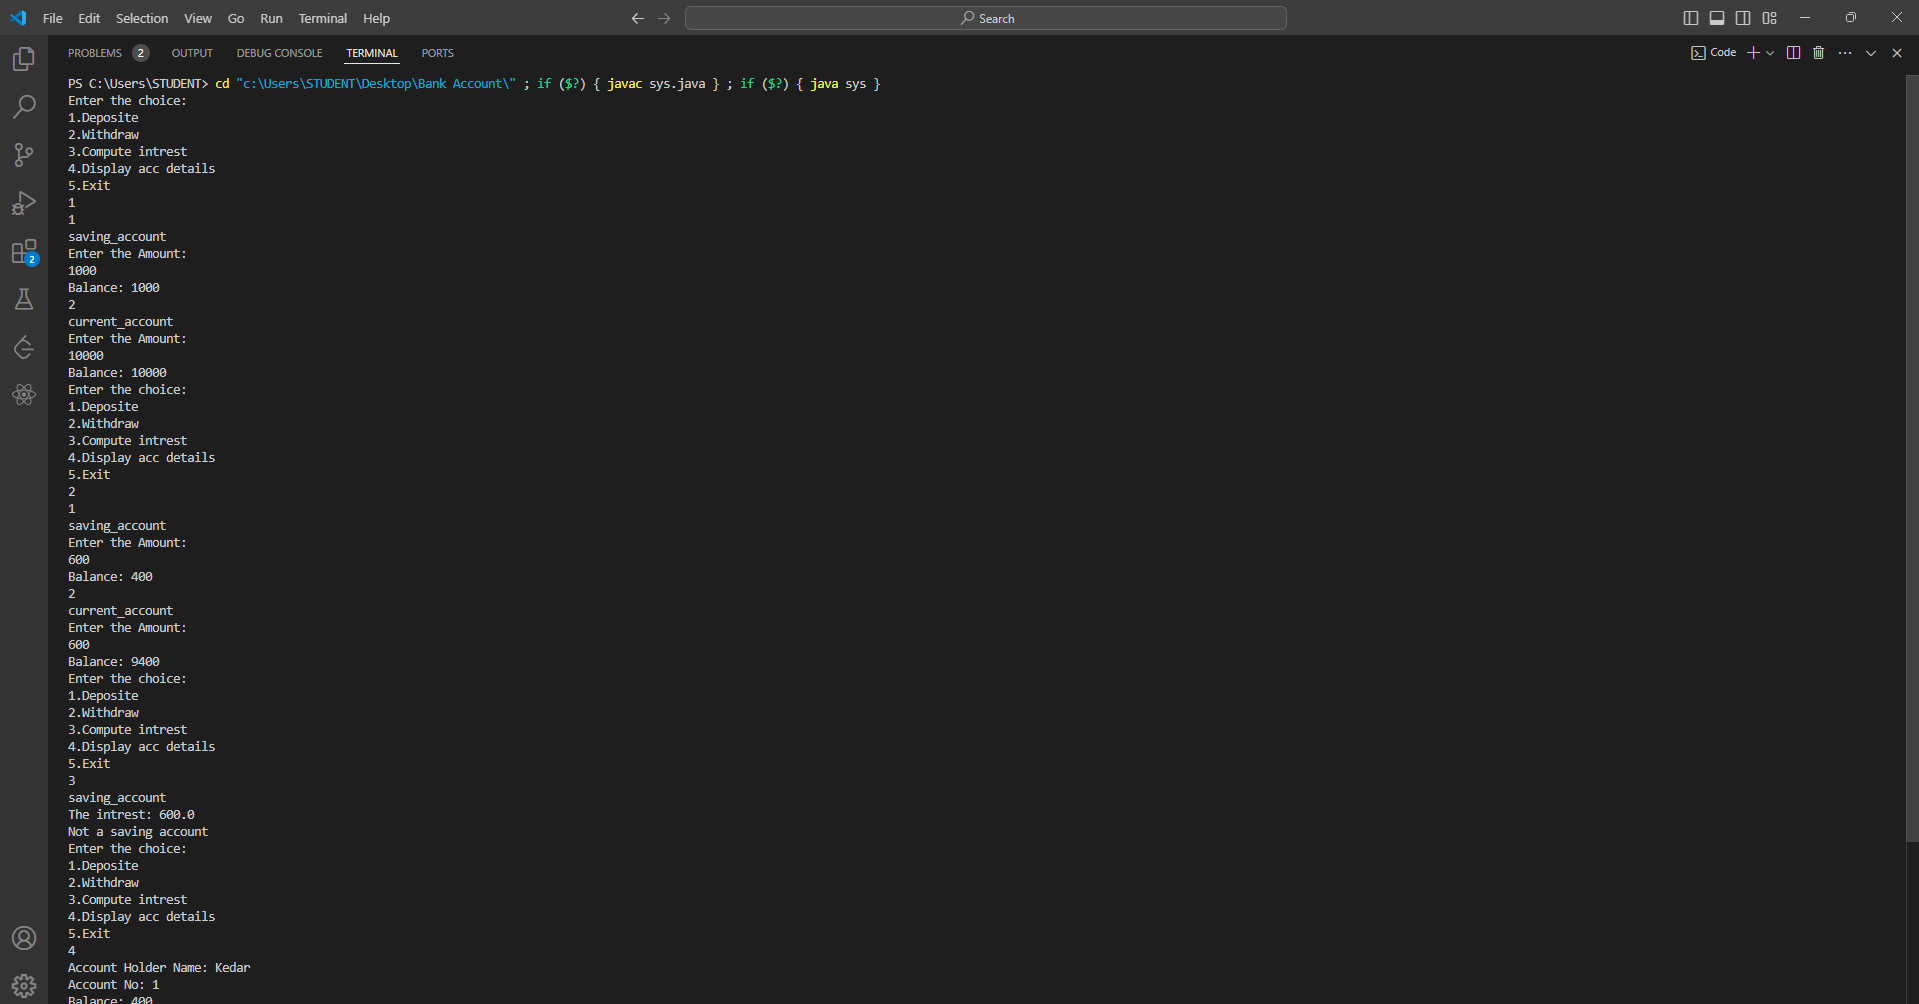 File Edit Selection View Go Run Terminal Help Search
PROBLEMS 2 OUTPUT DEBUG CONSOLE TERMINAL PORTS Code
PS C:\Users\STUDENT> cd "c:\Users\STUDENT\Desktop\Bank Account\" ; if ($?) { javac sys.java } ; if ($?) { java sys }
Enter the choice:
1.Deposite
2.Withdraw
3.Compute intrest
4.Display acc details
5.Exit
1
1
saving_account
Enter the Amount:
1000
Balance: 1000
2
current_account
Enter the Amount:
10000
Balance: 10000
Enter the choice:
1.Deposite
2.Withdraw
3.Compute intrest
4.Display acc details
5.Exit
2
1
saving_account
Enter the Amount:
600
Balance: 400
2
current_account
Enter the Amount:
600
Balance: 9400
Enter the choice:
1.Deposite
2.Withdraw
3.Compute intrest
4.Display acc details
5.Exit
3
saving_account
The intrest: 600.0
Not a saving account
Enter the choice:
1.Deposite
2.Withdraw
3.Compute intrest
4.Display acc details
5.Exit
4
Account Holder Name: Kedar
Account No: 1
Balance: 400
2